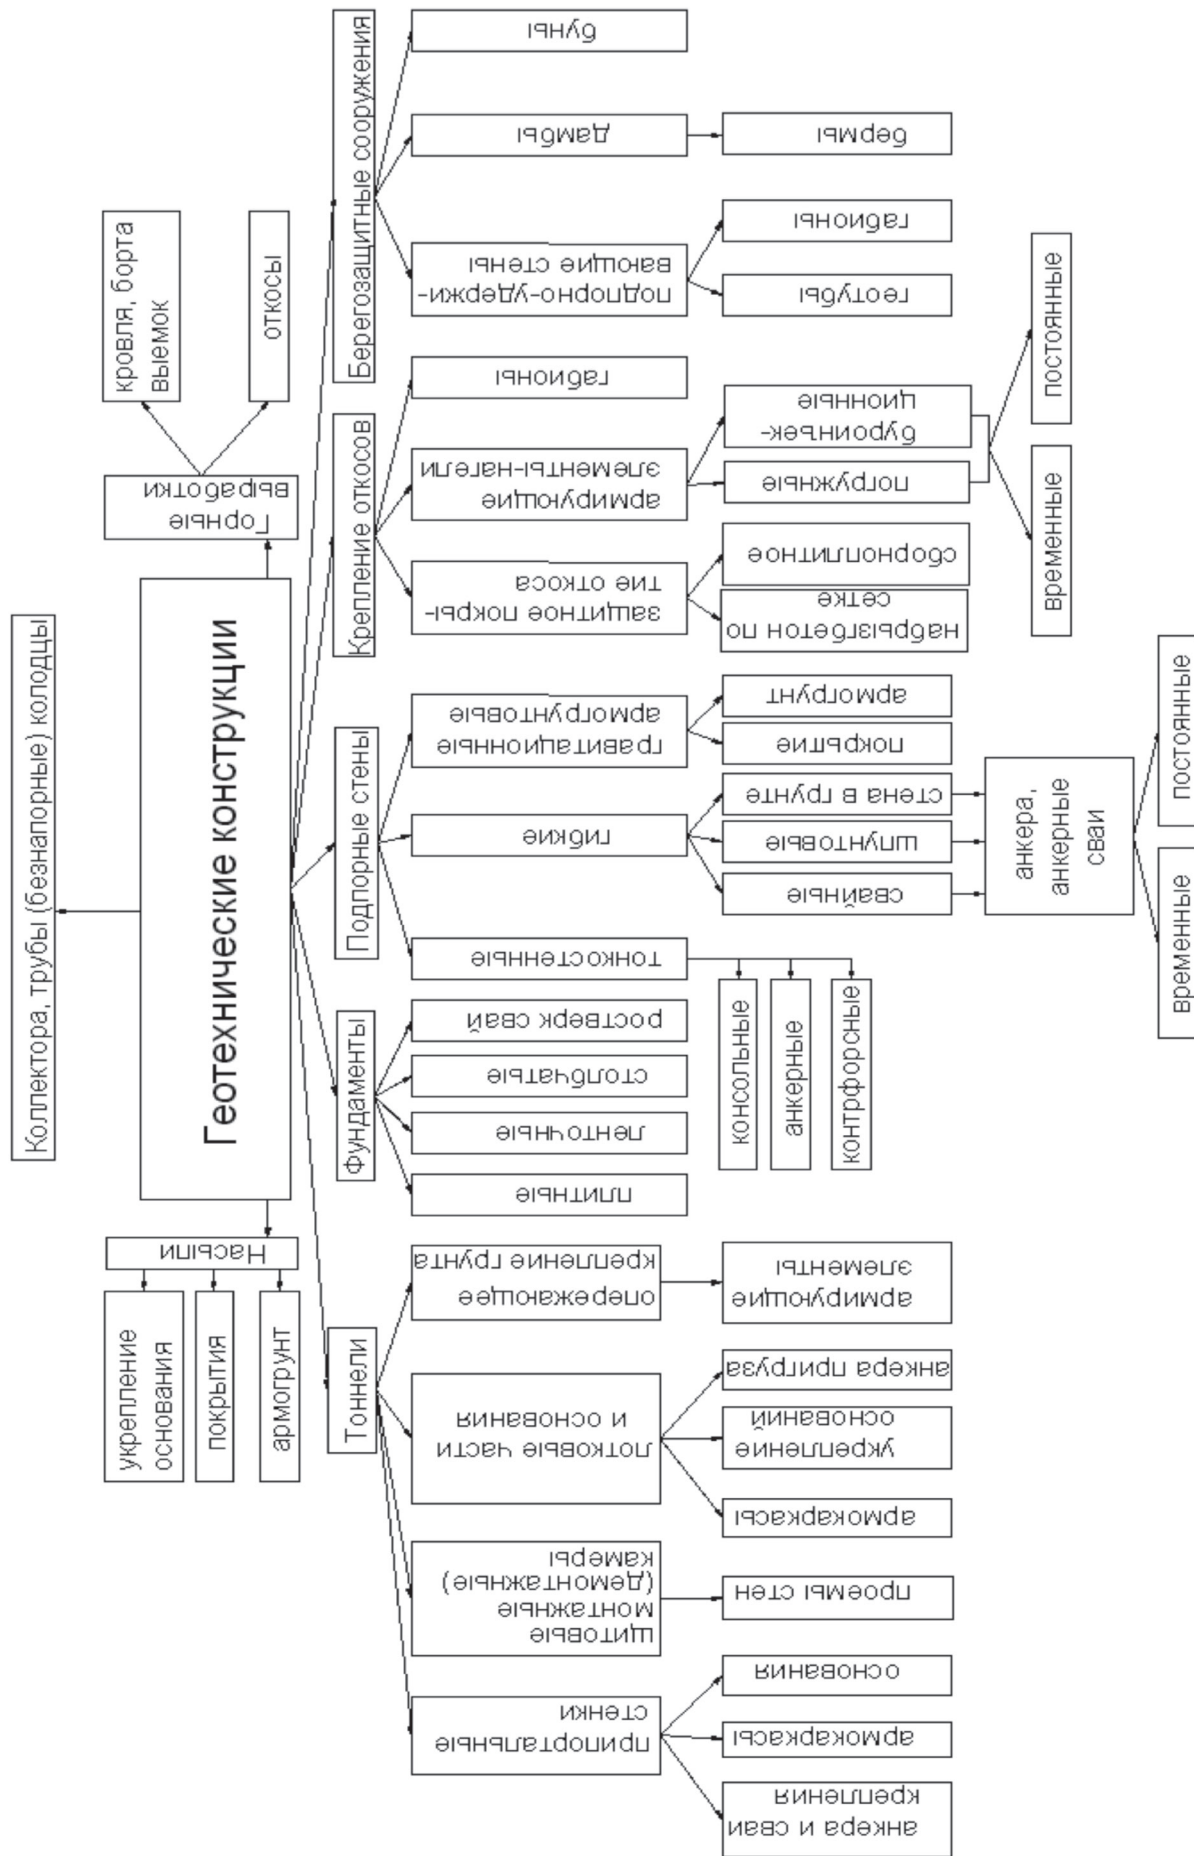 Коллектора, трубы (безнапорные) колодцы
Геотехнические конструкции
Насыпи
укрепление
основания
покрытия
армогрунт
Горные
выработки
кровля, борта
выемок
откосы
Тоннели
припортальные
стенки
анкера и сваи
крепления
армокаркасы
основания
щитовые
монтажные
(демонтажные)
камеры
проемы стен
лотковые части
и основания
армокаркасы
укрепление
оснований
анкера пригруза
опережающее
крепление грунта
армирующие
элементы
Фундаменты
плитные
ленточные
столбчатые
ростверк свай
Подпорные стены
тонкостенные
консольные
анкерные
контрфорсные
гибкие
свайные
шпунтовые
стена в грунте
анкера,
анкерные
сваи
временные
постоянные
гравитационные
армогрунтовые
покрытие
армогрунт
Крепление откосов
защитное покры-
тие откоса
набрызгбетон по
сетке
сборноплитное
армирующие
элементы-нагели
погружные
буроинъек-
ционные
временные
постоянные
габионы
Берегозащитные сооружения
подпорно-удержи-
вающие стены
геотубы
габионы
дамбы
бермы
буны